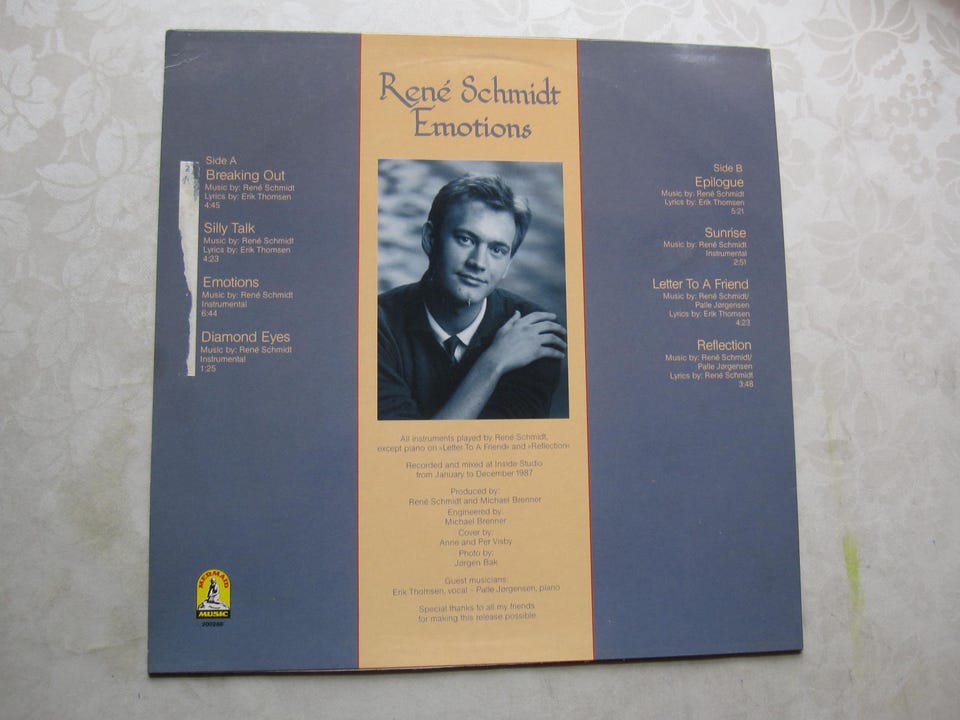 René Schmidt
Emotions
Side A
Breaking Out
Music by: René Schmidt
Lyrics by: Erik Thomsen
4:45
Silly Talk
Music by: René Schmidt
Lyrics by: Erik Thomsen
4:23
Emotions
Music by: René Schmidt
Instrumental
6:44
Diamond Eyes
Music by: René Schmidt
Instrumental
1:25
Side B
Epilogue
Music by: René Schmidt
Lyrics by: Erik Thomsen
5:21
Sunrise
Music by: René Schmidt
Instrumental
2:51
Letter To A Friend
Music by: René Schmidt/
Palle Jørgensen
Lyrics by: Erik Thomsen
4:23
Reflection
Music by: René Schmidt/
Palle Jørgensen
Lyrics by: René Schmidt
3:48
All instruments played by René Schmidt,
except piano on »Letter To A Friend« and »Reflection«
Recorded and mixed at Inside Studio
from January to December 1987
Produced by:
René Schmidt and Michael Brenner
Engineered by:
Michael Brenner
Cover by:
Anne and Per Visby
Photo by:
Jørgen Bak
Guest musicians:
Erik Thomsen, vocal - Palle Jørgensen, piano
Special thanks to all my friends
for making this release possible.
MERMAID
MUSIC